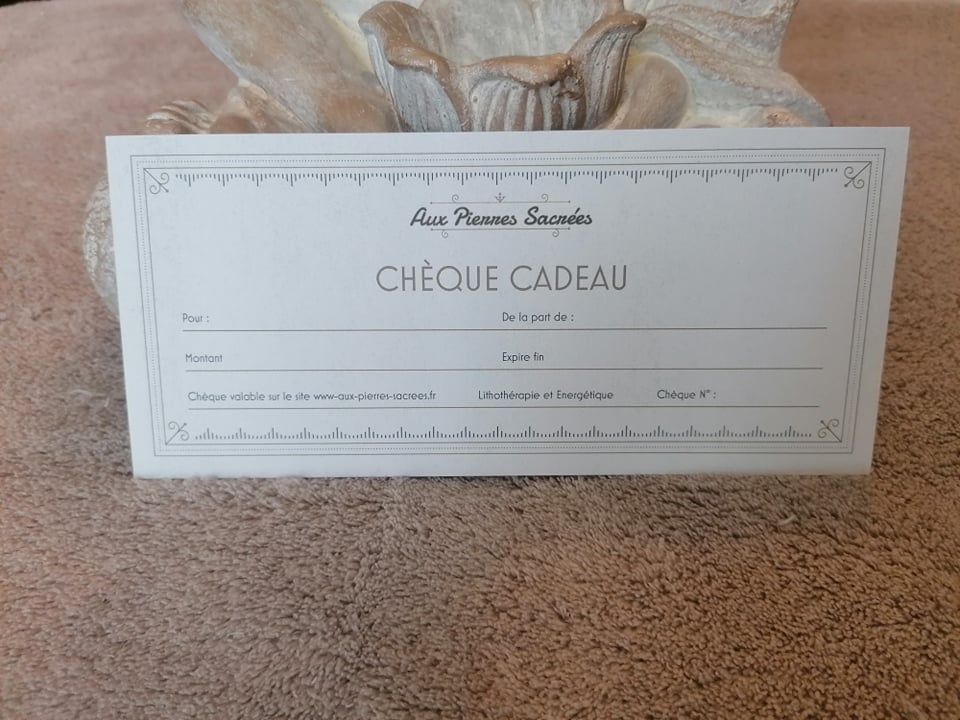 Aux Pierres Sacrées
CHÈQUE CADEAU
Pour : De la part de :
Montant Expire fin
Chèque valable sur le site www-aux-pierres-sacrees.fr Lithothérapie et Energétique Chèque N° :